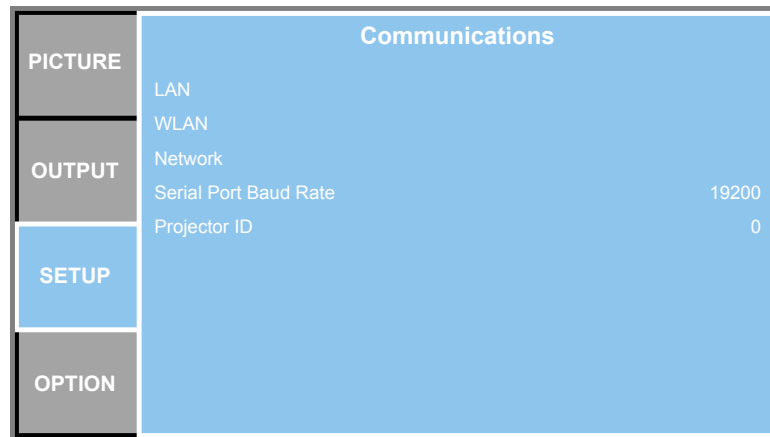 PICTURE
OUTPUT
SETUP
OPTION
Communications
LAN
WLAN
Network
Serial Port Baud Rate 19200
Projector ID 0